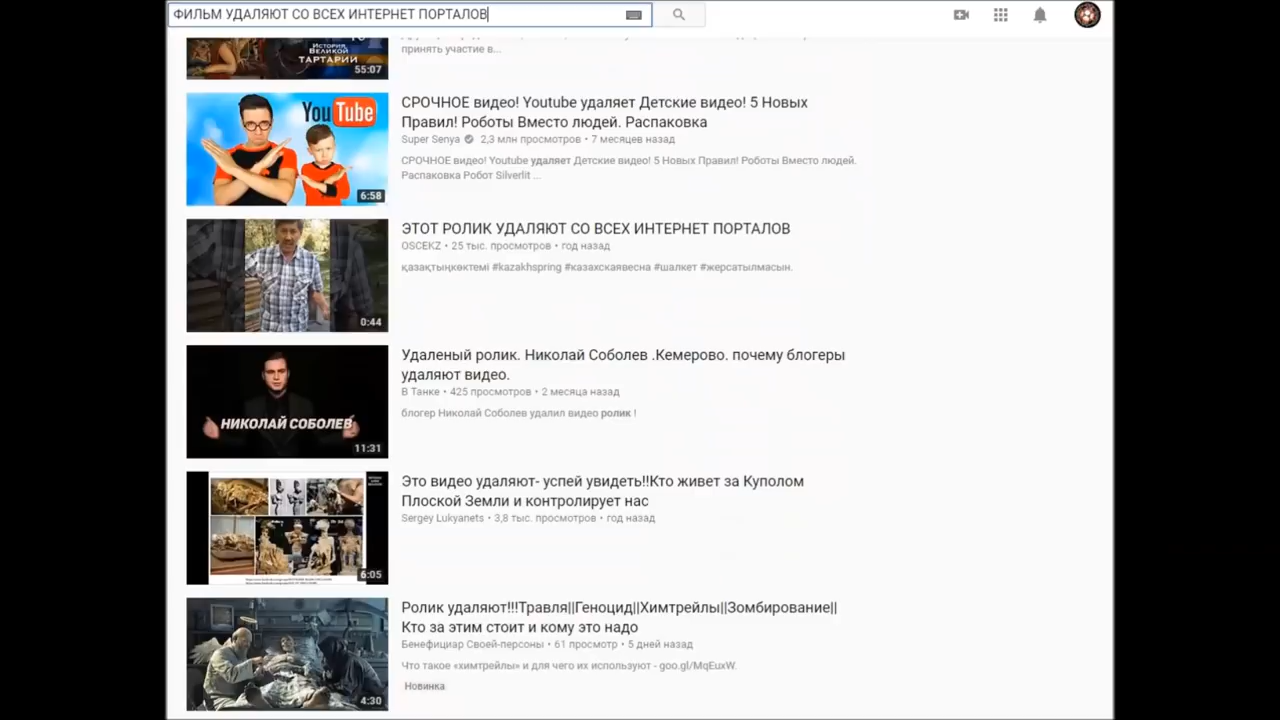 ФИЛЬМ УДАЛЯЮТ СО ВСЕХ ИНТЕРНЕТ ПОРТАЛОВ
ИСТОРИЯ
ВЕЛИКОЙ
ТАРТАРИИ
55:07
принять участие в...
YouTube
6:58
СРОЧНОЕ видео! Youtube удаляет Детские видео! 5 Новых
Правил! Роботы Вместо людей. Распаковка
Super Senya 2,3 млн просмотров • 7 месяцев назад
СРОЧНОЕ видео! Youtube удаляет Детские видео! 5 Новых Правил! Роботы Вместо людей.
Распаковка Робот Silverlit ...
0:44
ЭТОТ РОЛИК УДАЛЯЮТ СО ВСЕХ ИНТЕРНЕТ ПОРТАЛОВ
OSCEKZ • 25 тыс. просмотров • год назад
қазақтыңкөктемі #kazakhspring #казахскаявесна #шалкет #жерсатылмасын.
НИКОЛАЙ СОБОЛЕВ
11:31
Удаленый ролик. Николай Соболев .Кемерово. почему блогеры
удаляют видео.
В Танке • 425 просмотров • 2 месяца назад
блогер Николай Соболев удалил видео ролик !
6:05
Это видео удаляют- успей увидеть!!Кто живет за Куполом
Плоской Земли и контролирует нас
Sergey Lukyanets • 3,8 тыс. просмотров • год назад
4:30
Ролик удаляют!!!Травля||Геноцид||Химтрейлы||Зомбирование||
Кто за этим стоит и кому это надо
Бенефициар Своей-персоны • 61 просмотр • 5 дней назад
Что такое «химтрейлы» и для чего их используют - goo.gl/MqEuxW.
Новинка